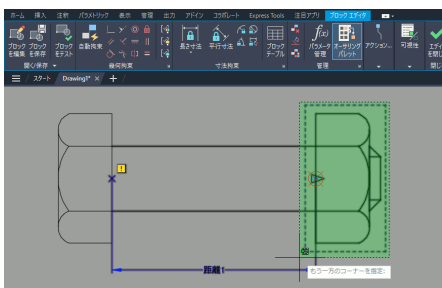 ホーム 挿入 注釈 パラメトリック 表示 管理 出力 アドイン コラボレート Express Tools 注目アプリ ブロック エディタ
ブロックを編集 ブロックを保存 ブロックをテスト 自動拘束 長さ寸法 平行寸法 ブロック テーブル パラメータ管理 オーサリング パレット アクション... 可視性
開く/保存 幾何拘束 寸法拘束 管理
スタート Drawing1* × +
距離1
もう一方のコーナーを指定: